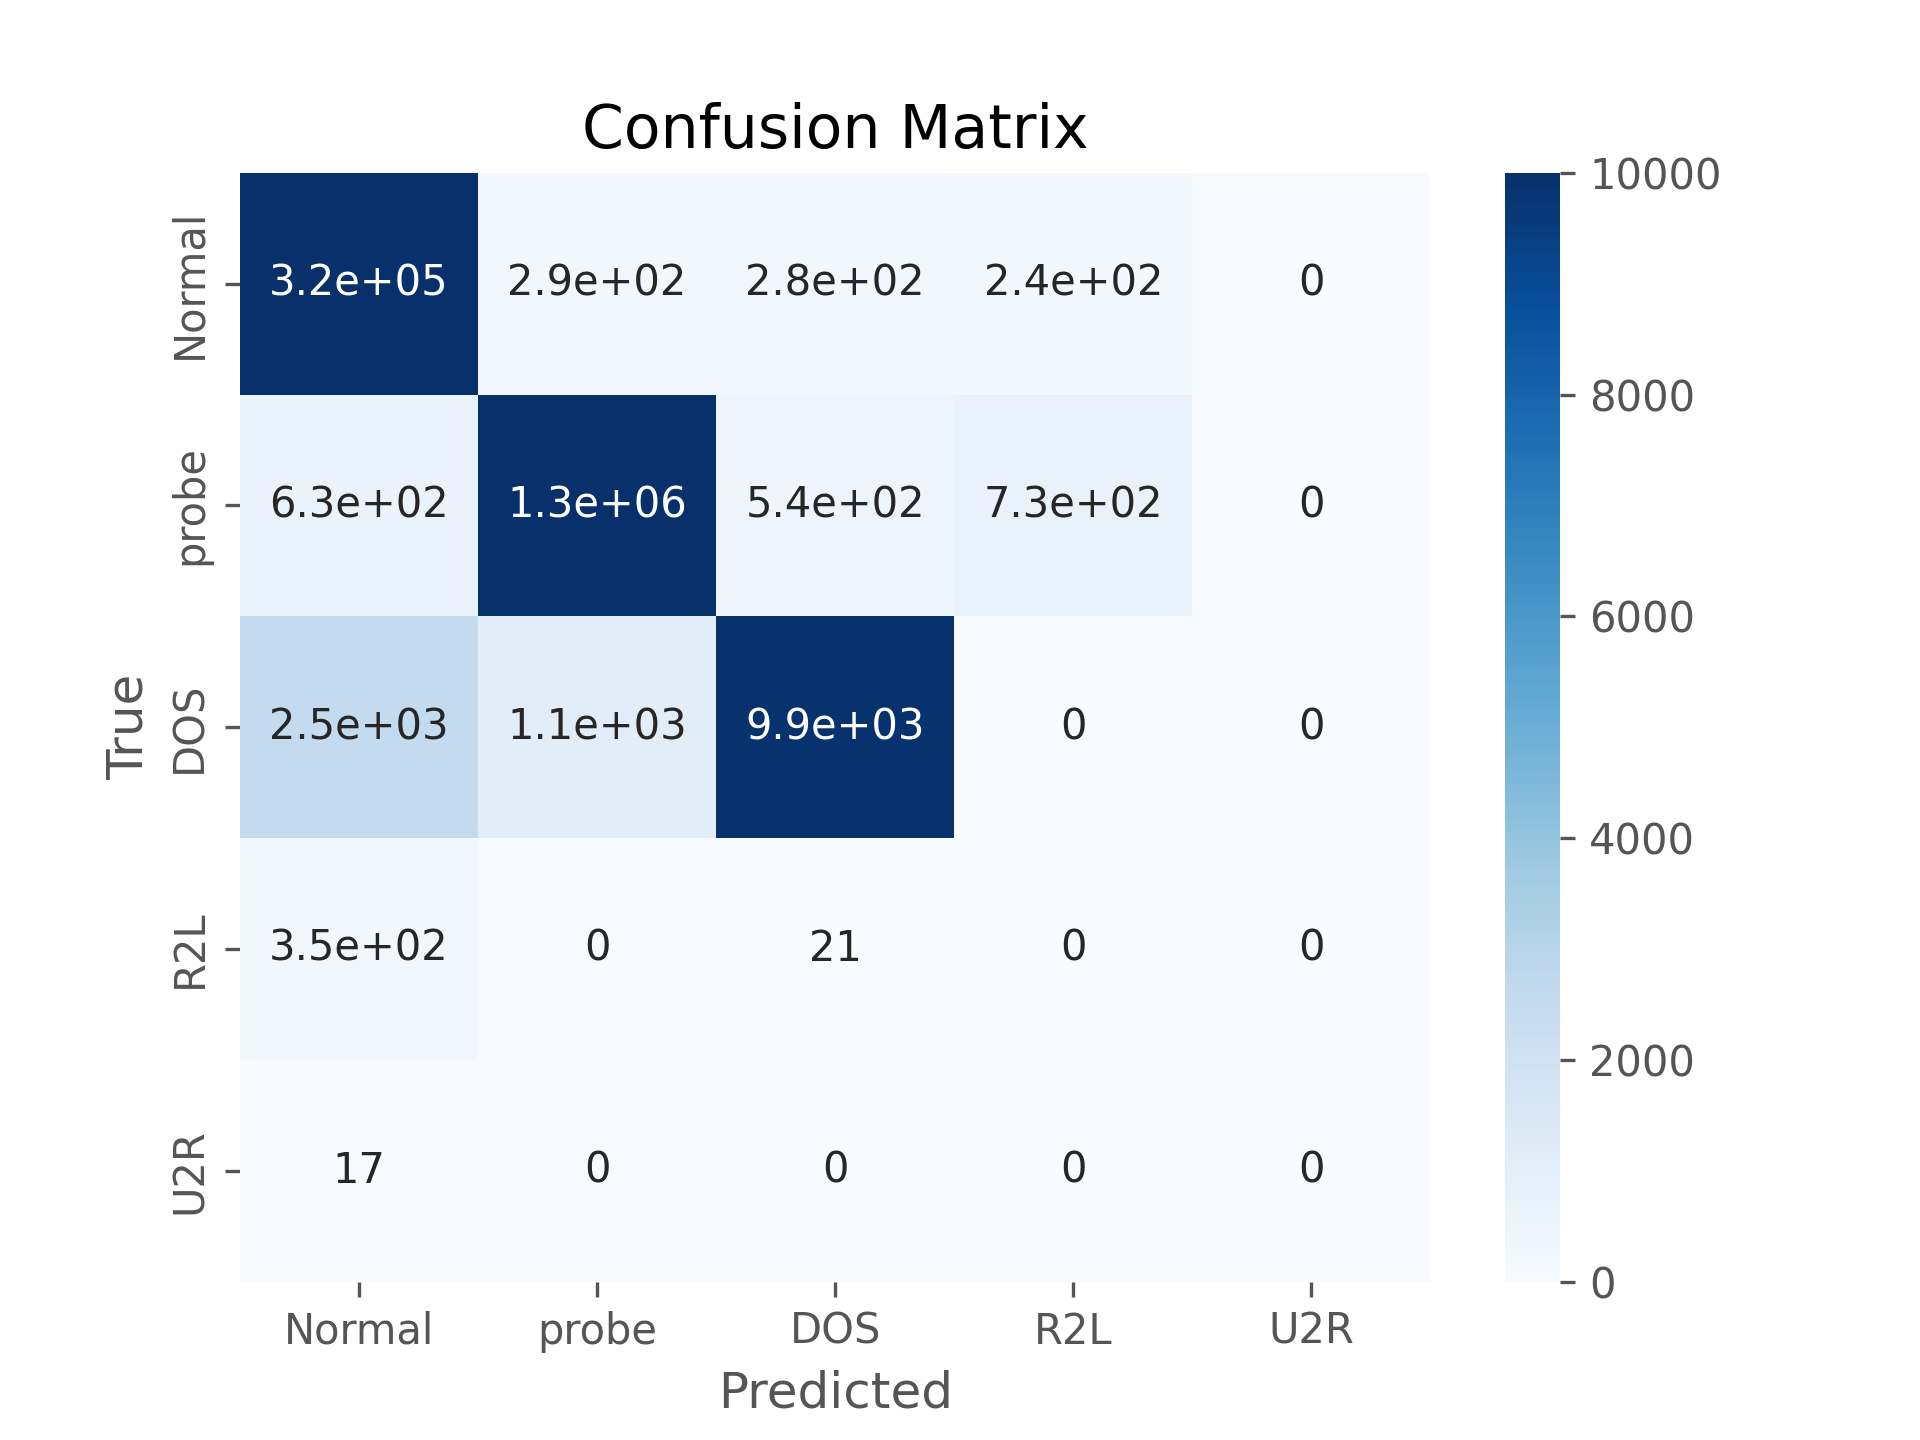 Confusion Matrix
Normal 3.2e+05 2.9e+02 2.8e+02 2.4e+02 0
probe 6.3e+02 1.3e+06 5.4e+02 7.3e+02 0
DOS 2.5e+03 1.1e+03 9.9e+03 0 0
R2L 3.5e+02 0 21 0 0
U2R 17 0 0 0 0
True
Normal probe DOS R2L U2R
Predicted
10000
8000
6000
4000
2000
0